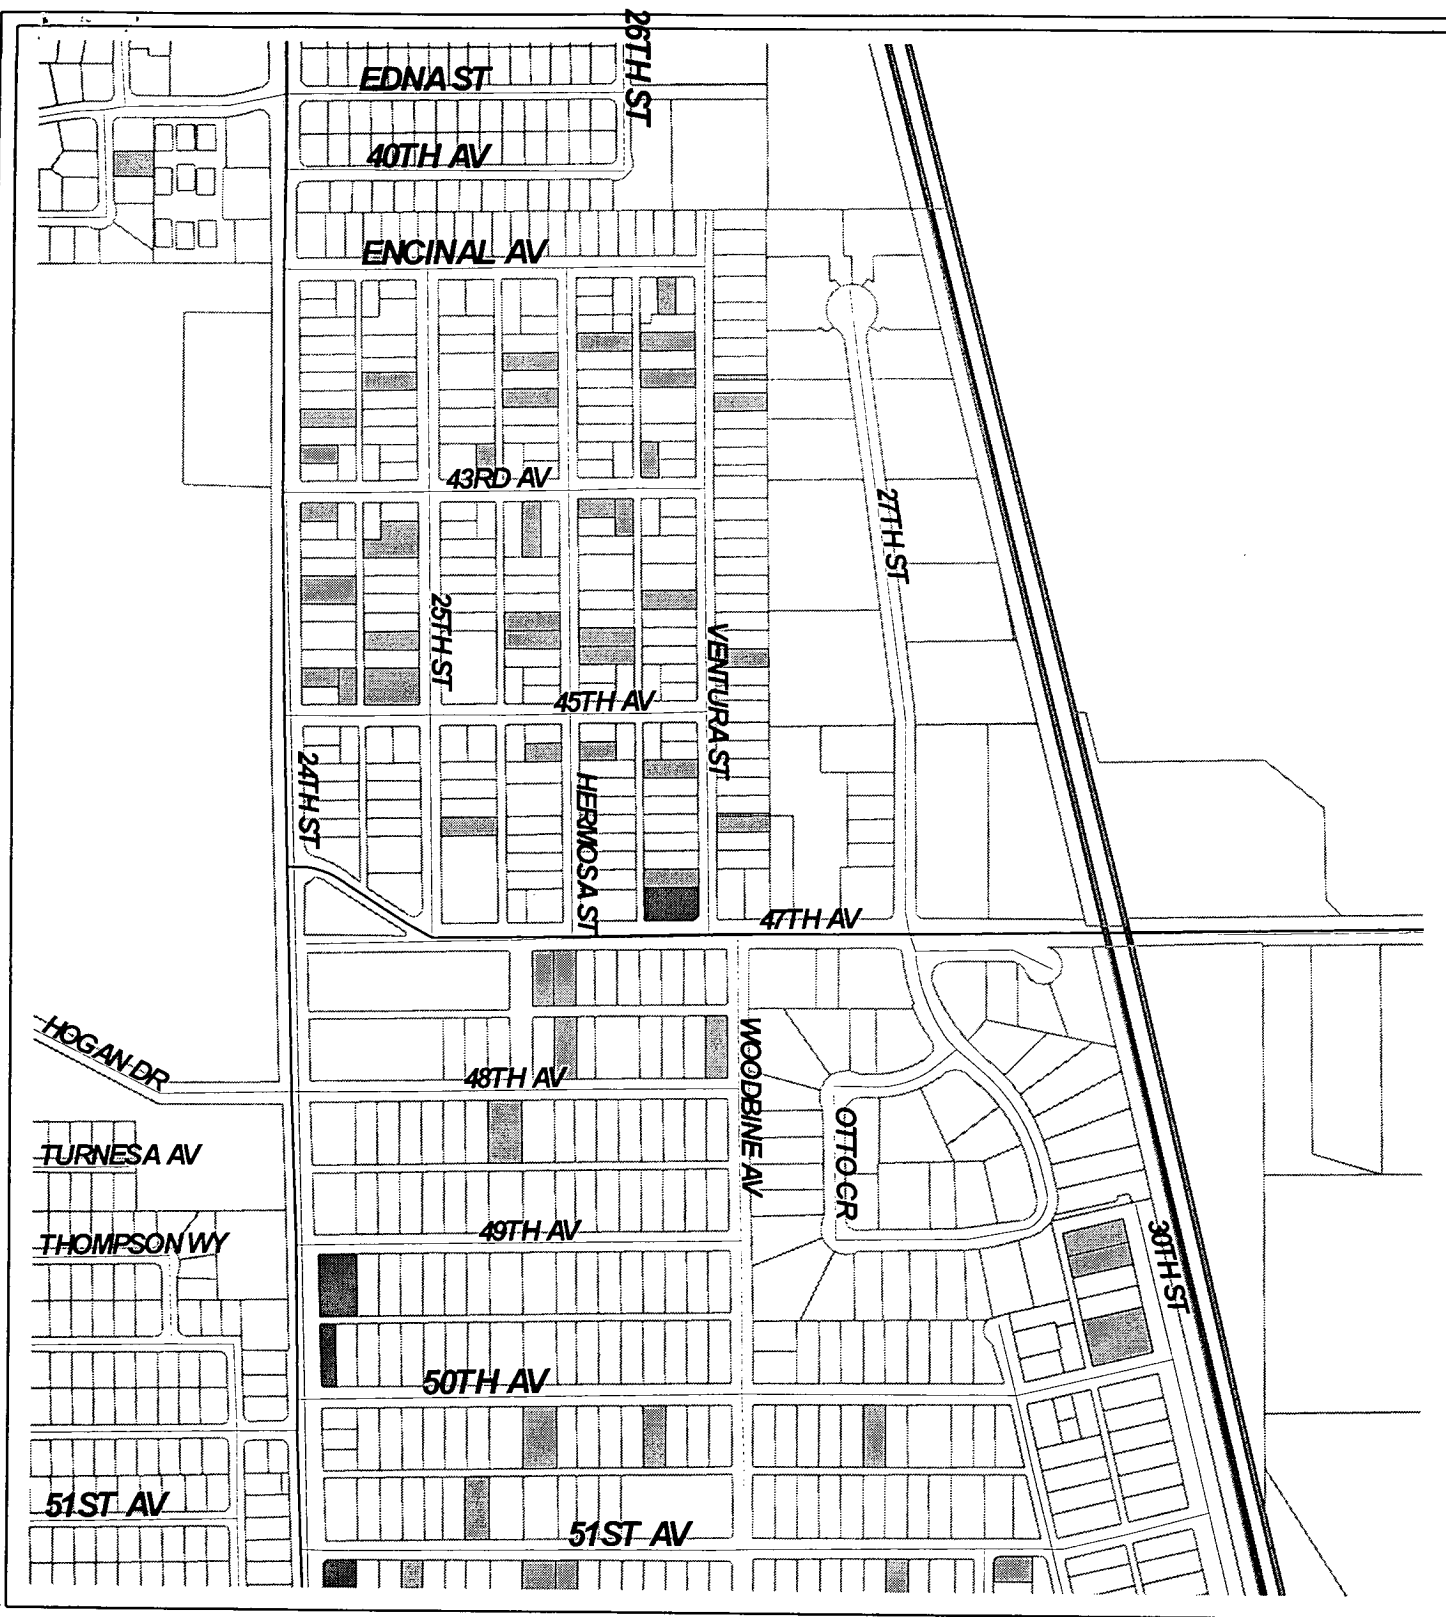 26TH ST
EDNA ST
40TH AV
ENCINAL AV
43RD AV
27TH ST
25TH ST
VENTURA ST
45TH AV
24TH ST
HERMOSA ST
47TH AV
HOGAN DR
48TH AV
WOODBINE AV
OTTO CR
TURNESA AV
49TH AV
THOMPSON WY
30TH ST
50TH AV
51ST AV
51ST AV